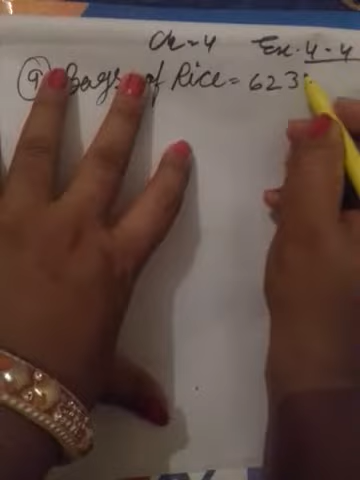 Ch = 4 Ex. 4-4
9 Bags of Rice = 623